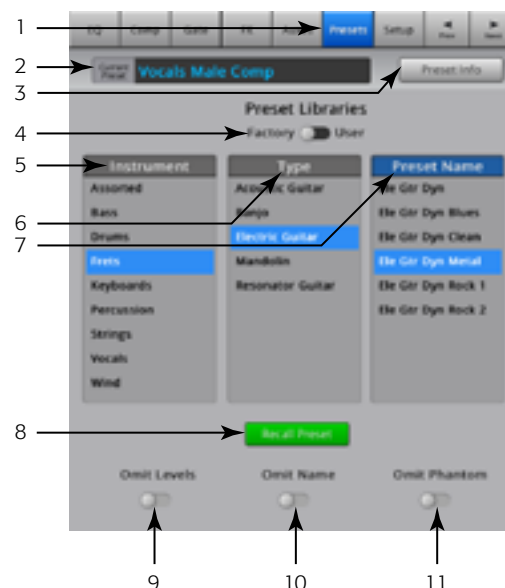 1
EQ Comp Gate FX Presets Setup Prev Next
2
Current Preset Vocals Male Comp Preset Info
3
Preset Libraries
4
Factory User
5
Instrument Type Preset Name
Assorted Acoustic Guitar Ele Gtr Dyn
Bass Banjo Ele Gtr Dyn Blues
6
Drums Electric Guitar Ele Gtr Dyn Clean
7
Frets Mandolin Ele Gtr Dyn Metal
Keyboards Resonator Guitar Ele Gtr Dyn Rock 1
Percussion Ele Gtr Dyn Rock 2
Strings
Vocals
Wind
8
Recall Preset
Omit Levels Omit Name Omit Phantom
9 10 11